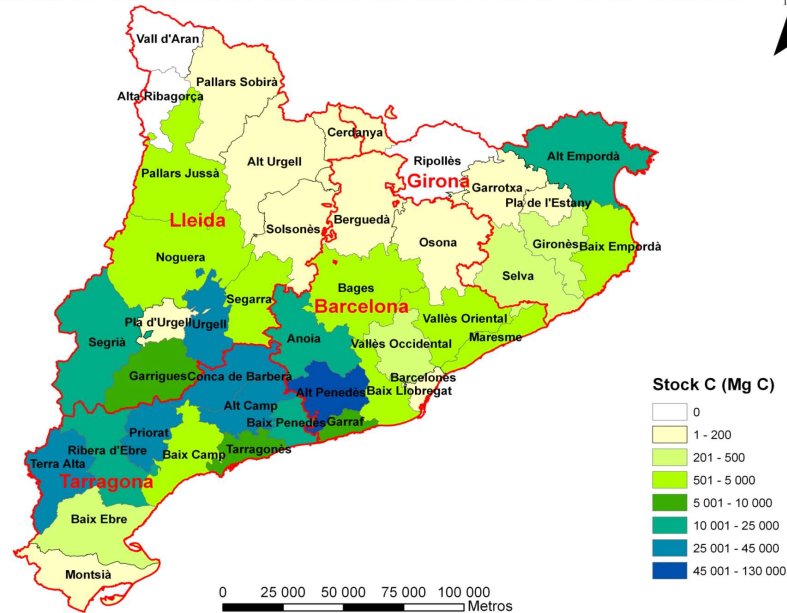 Vall d'Aran
Pallars Sobirà
Alta Ribagorça
Cerdanya
Alt Empordà
Alt Urgell
Ripollès
Pallars Jussà
Girona
Garrotxa
Pla de l'Estany
Lleida
Solsonès
Berguedà
Osona
Gironès
Baix Empordà
Noguera
Selva
Bages
Segarra
Barcelona
Pla d'Urgell
Urgell
Vallès Oriental
Segrià
Anoia
Vallès Occidental
Maresme
Garrigues
Conca de Barberà
Barcelonès
Alt Penedès
Baix Llobregat
Alt Camp
Priorat
Baix Penedès
Garraf
Ribera d'Ebre
Baix Camp
Tarragonès
Terra Alta
Tarragona
Baix Ebre
Montsià
Stock C (Mg C)
0
1 - 200
201 - 500
501 - 5 000
5 001 - 10 000
10 001 - 25 000
25 001 - 45 000
45 001 - 130 000
0 25 000 50 000 75 000 100 000
Metros